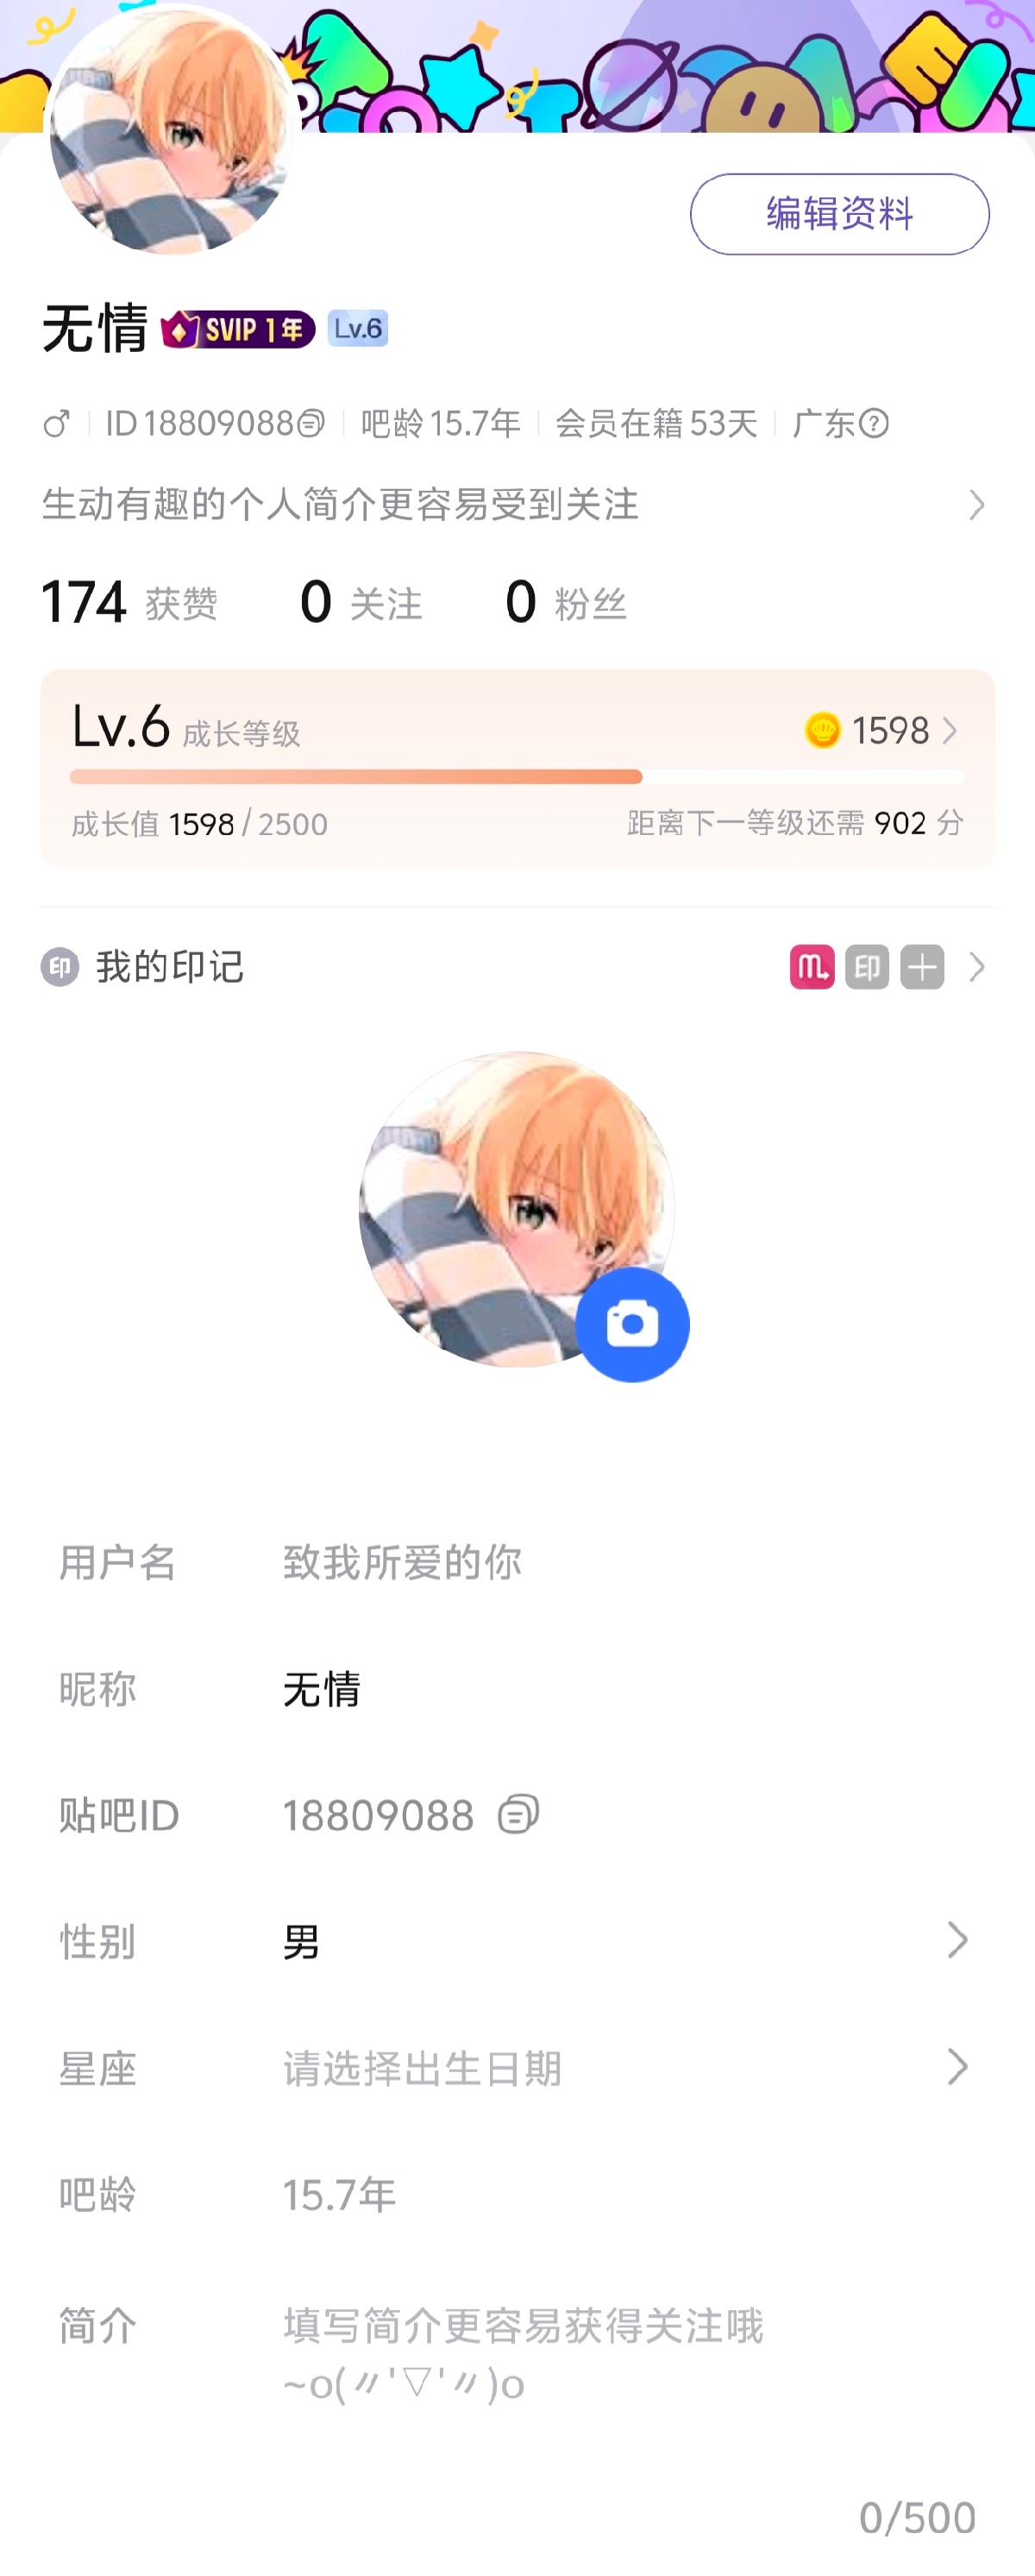 编辑资料
无情 SVIP 1年 Lv.6
ID 18809088 吧龄 15.7年 会员在籍 53天 广东
生动有趣的个人简介更容易受到关注
174 获赞 0 关注 0 粉丝
Lv.6 成长等级 1598
成长值 1598 / 2500 距离下一等级还需 902 分
印 我的印记 印
用户名 致我所爱的你
昵称 无情
贴吧ID 18809088
性别 男
星座 请选择出生日期
吧龄 15.7年
简介 填写简介更容易获得关注哦
~o(〃'▽'〃)o
0/500